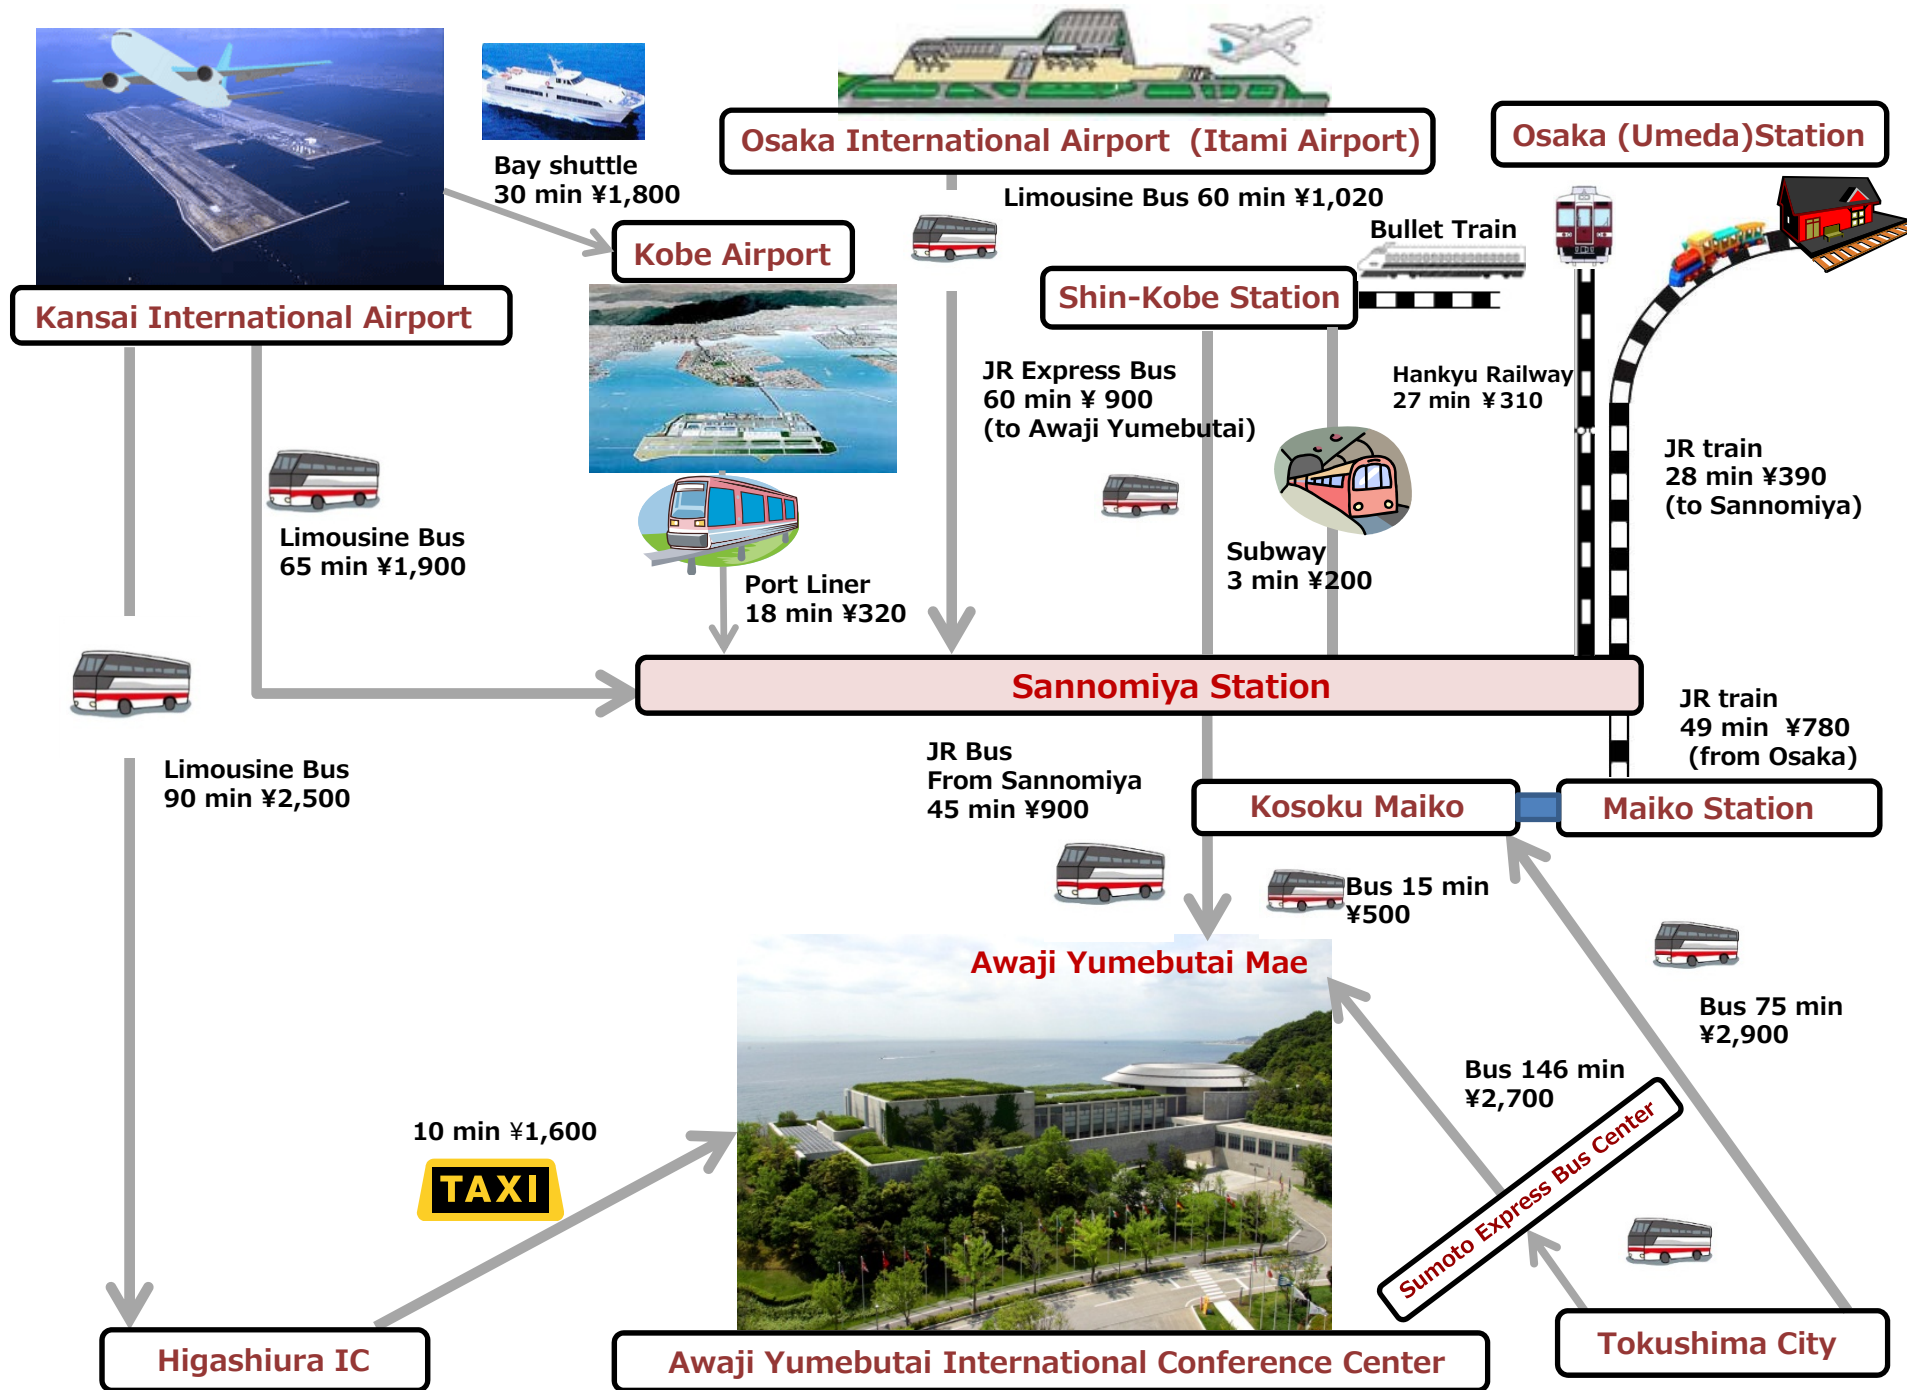 Osaka International Airport (Itami Airport)
Osaka (Umeda)Station
Bay shuttle
30 min ¥1,800
Limousine Bus 60 min ¥1,020
Bullet Train
Kobe Airport
Shin-Kobe Station
Kansai International Airport
JR Express Bus
60 min ¥ 900
(to Awaji Yumebutai)
Hankyu Railway
27 min ¥310
JR train
28 min ¥390
(to Sannomiya)
Limousine Bus
65 min ¥1,900
Subway
3 min ¥200
Port Liner
18 min ¥320
Sannomiya Station
JR train
49 min ¥780
(from Osaka)
JR Bus
From Sannomiya
45 min ¥900
Limousine Bus
90 min ¥2,500
Kosoku Maiko
Maiko Station
Bus 15 min
¥500
Awaji Yumebutai Mae
Bus 75 min
¥2,900
Bus 146 min
¥2,700
10 min ¥1,600
TAXI
Sumoto Express Bus Center
Higashiura IC
Awaji Yumebutai International Conference Center
Tokushima City